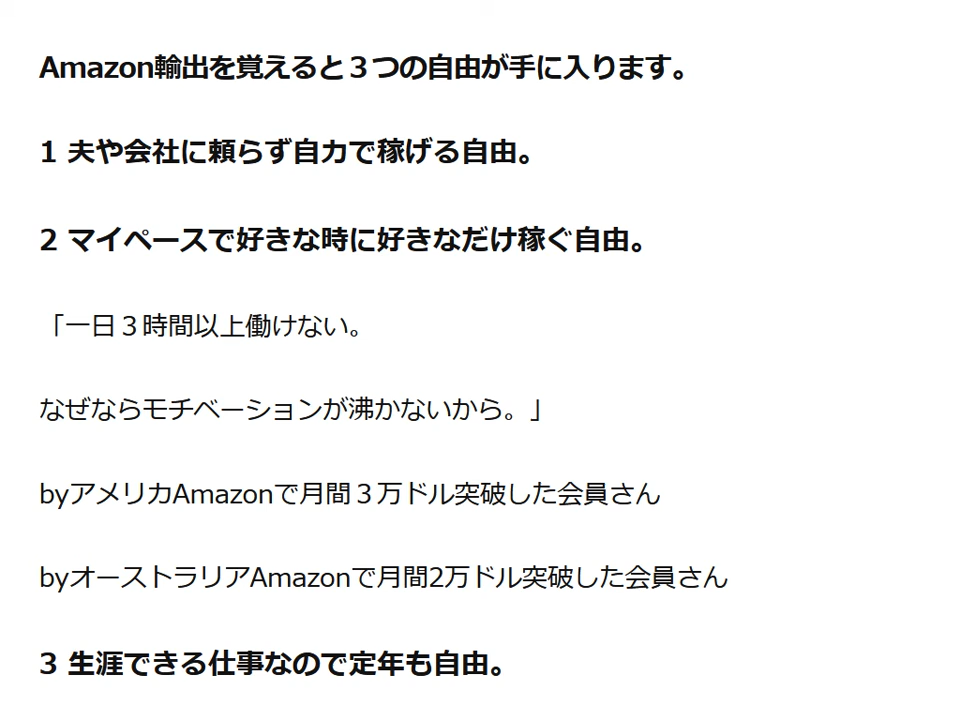 Amazon輸出を覚えると３つの自由が手に入ります。
1 夫や会社に頼らず自力で稼げる自由。
2 マイペースで好きな時に好きなだけ稼ぐ自由。
「一日３時間以上働けない。
なぜならモチベーションが沸かないから。」
byアメリカAmazonで月間３万ドル突破した会員さん
byオーストラリアAmazonで月間2万ドル突破した会員さん
3 生涯できる仕事なので定年も自由。